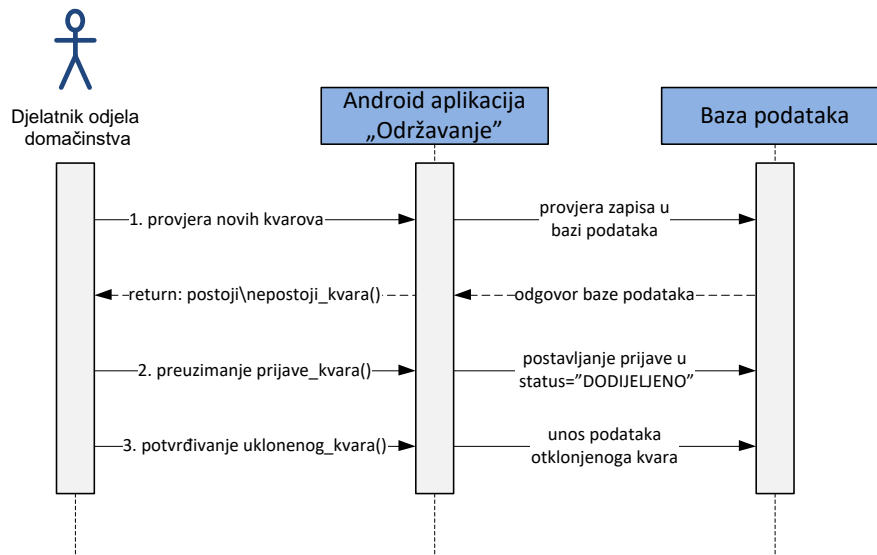 Djelatnik odjela
domačinstva
Android aplikacija
„Održavanje”
Baza podataka
1. provjera novih kvarova
provjera zapisa u
bazi podataka
return: postoji\nepostoji_kvara()
odgovor baze podataka
2. preuzimanje prijave_kvara()
postavljanje prijave u
status=”DODIJELJENO”
3. potvrđivanje uklonenog_kvara()
unos podataka
otklonjenoga kvara